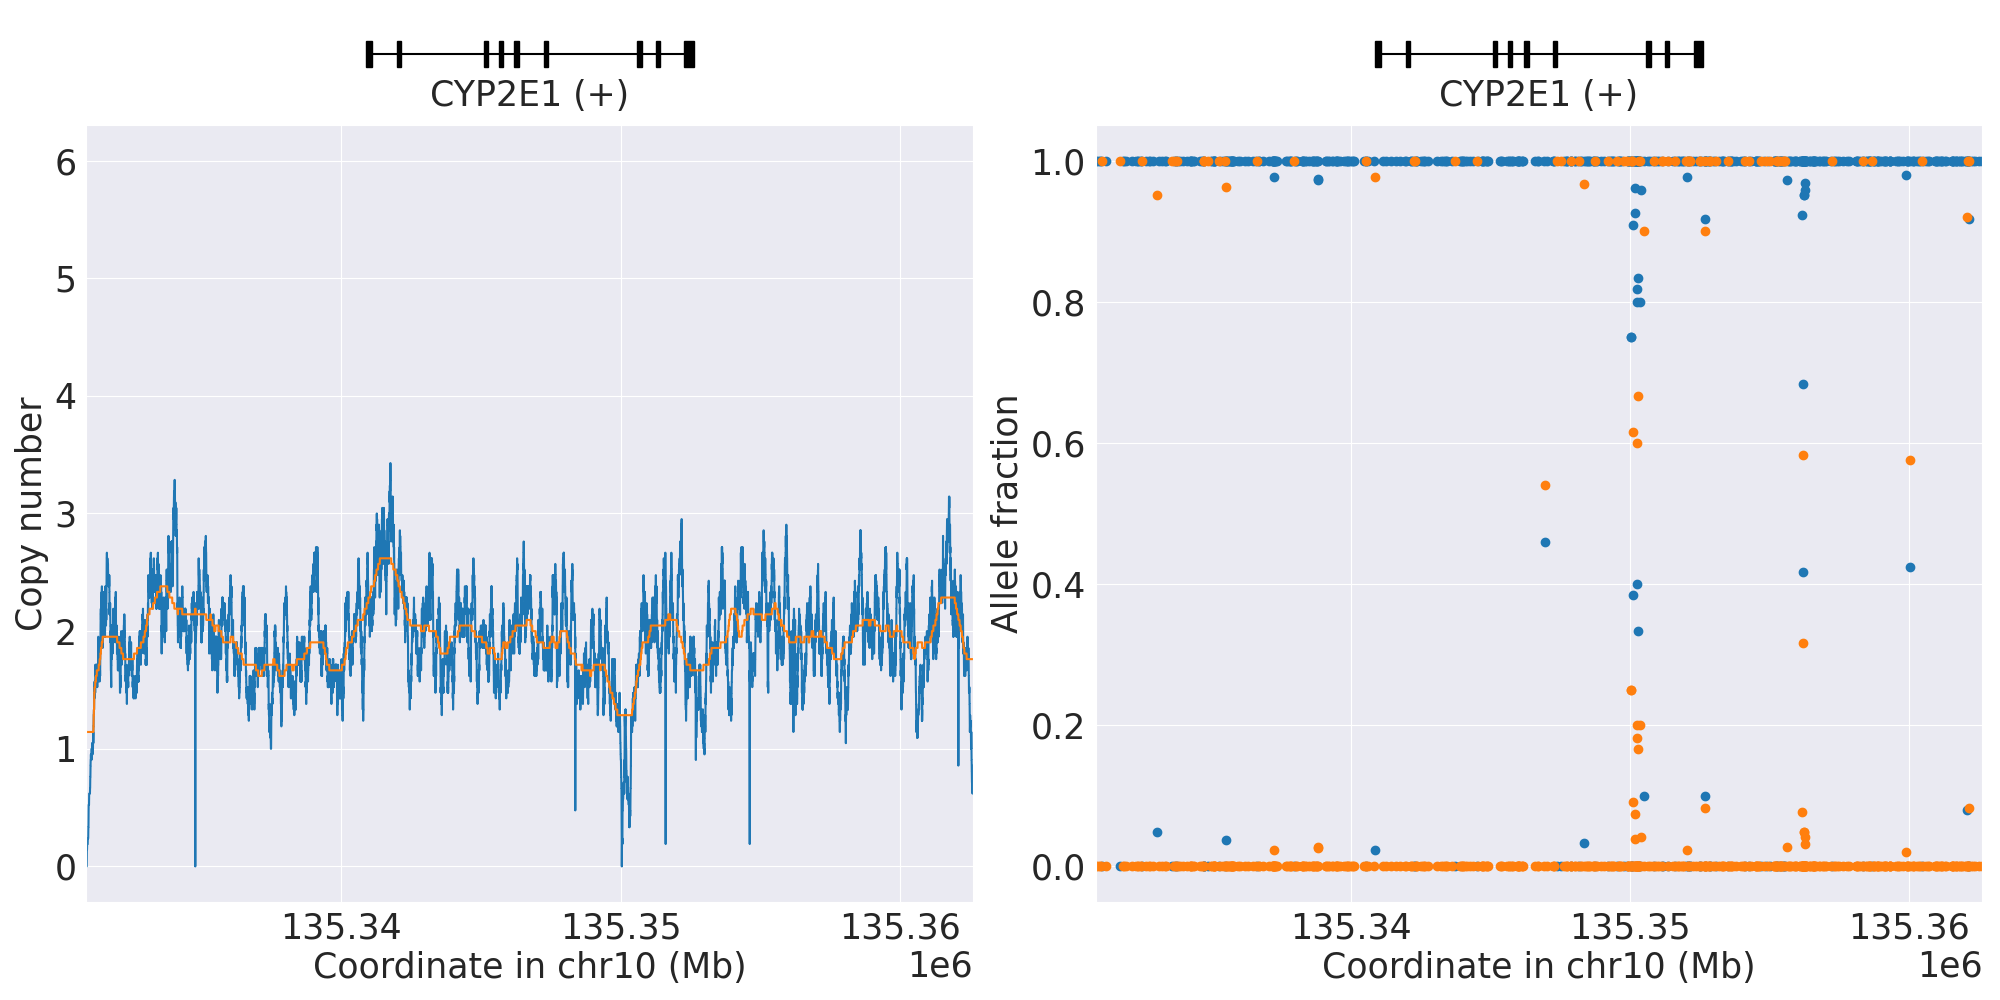 CYP2E1 (+)
6
5
4
3
2
1
0
Copy number
135.34 135.35 135.36
1e6
Coordinate in chr10 (Mb)
CYP2E1 (+)
1.0
0.8
0.6
0.4
0.2
0.0
Allele fraction
135.34 135.35 135.36
1e6
Coordinate in chr10 (Mb)